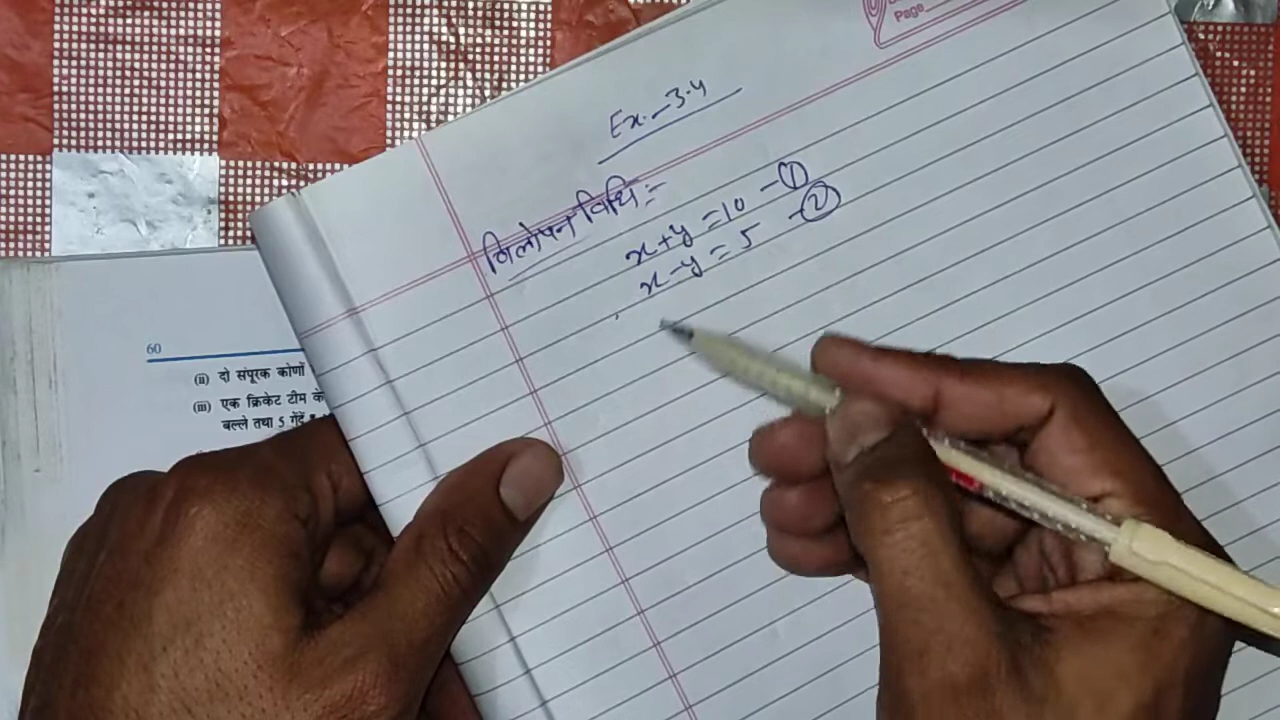 Page
Ex. - 3.4
विलोपन विधि :-
x+y = 10 - ①
x-y = 5 - ②
60
(ii) दो संपूरक कोणों
(iii) एक क्रिकेट टीम के
बल्ले तथा 5 गेंदें